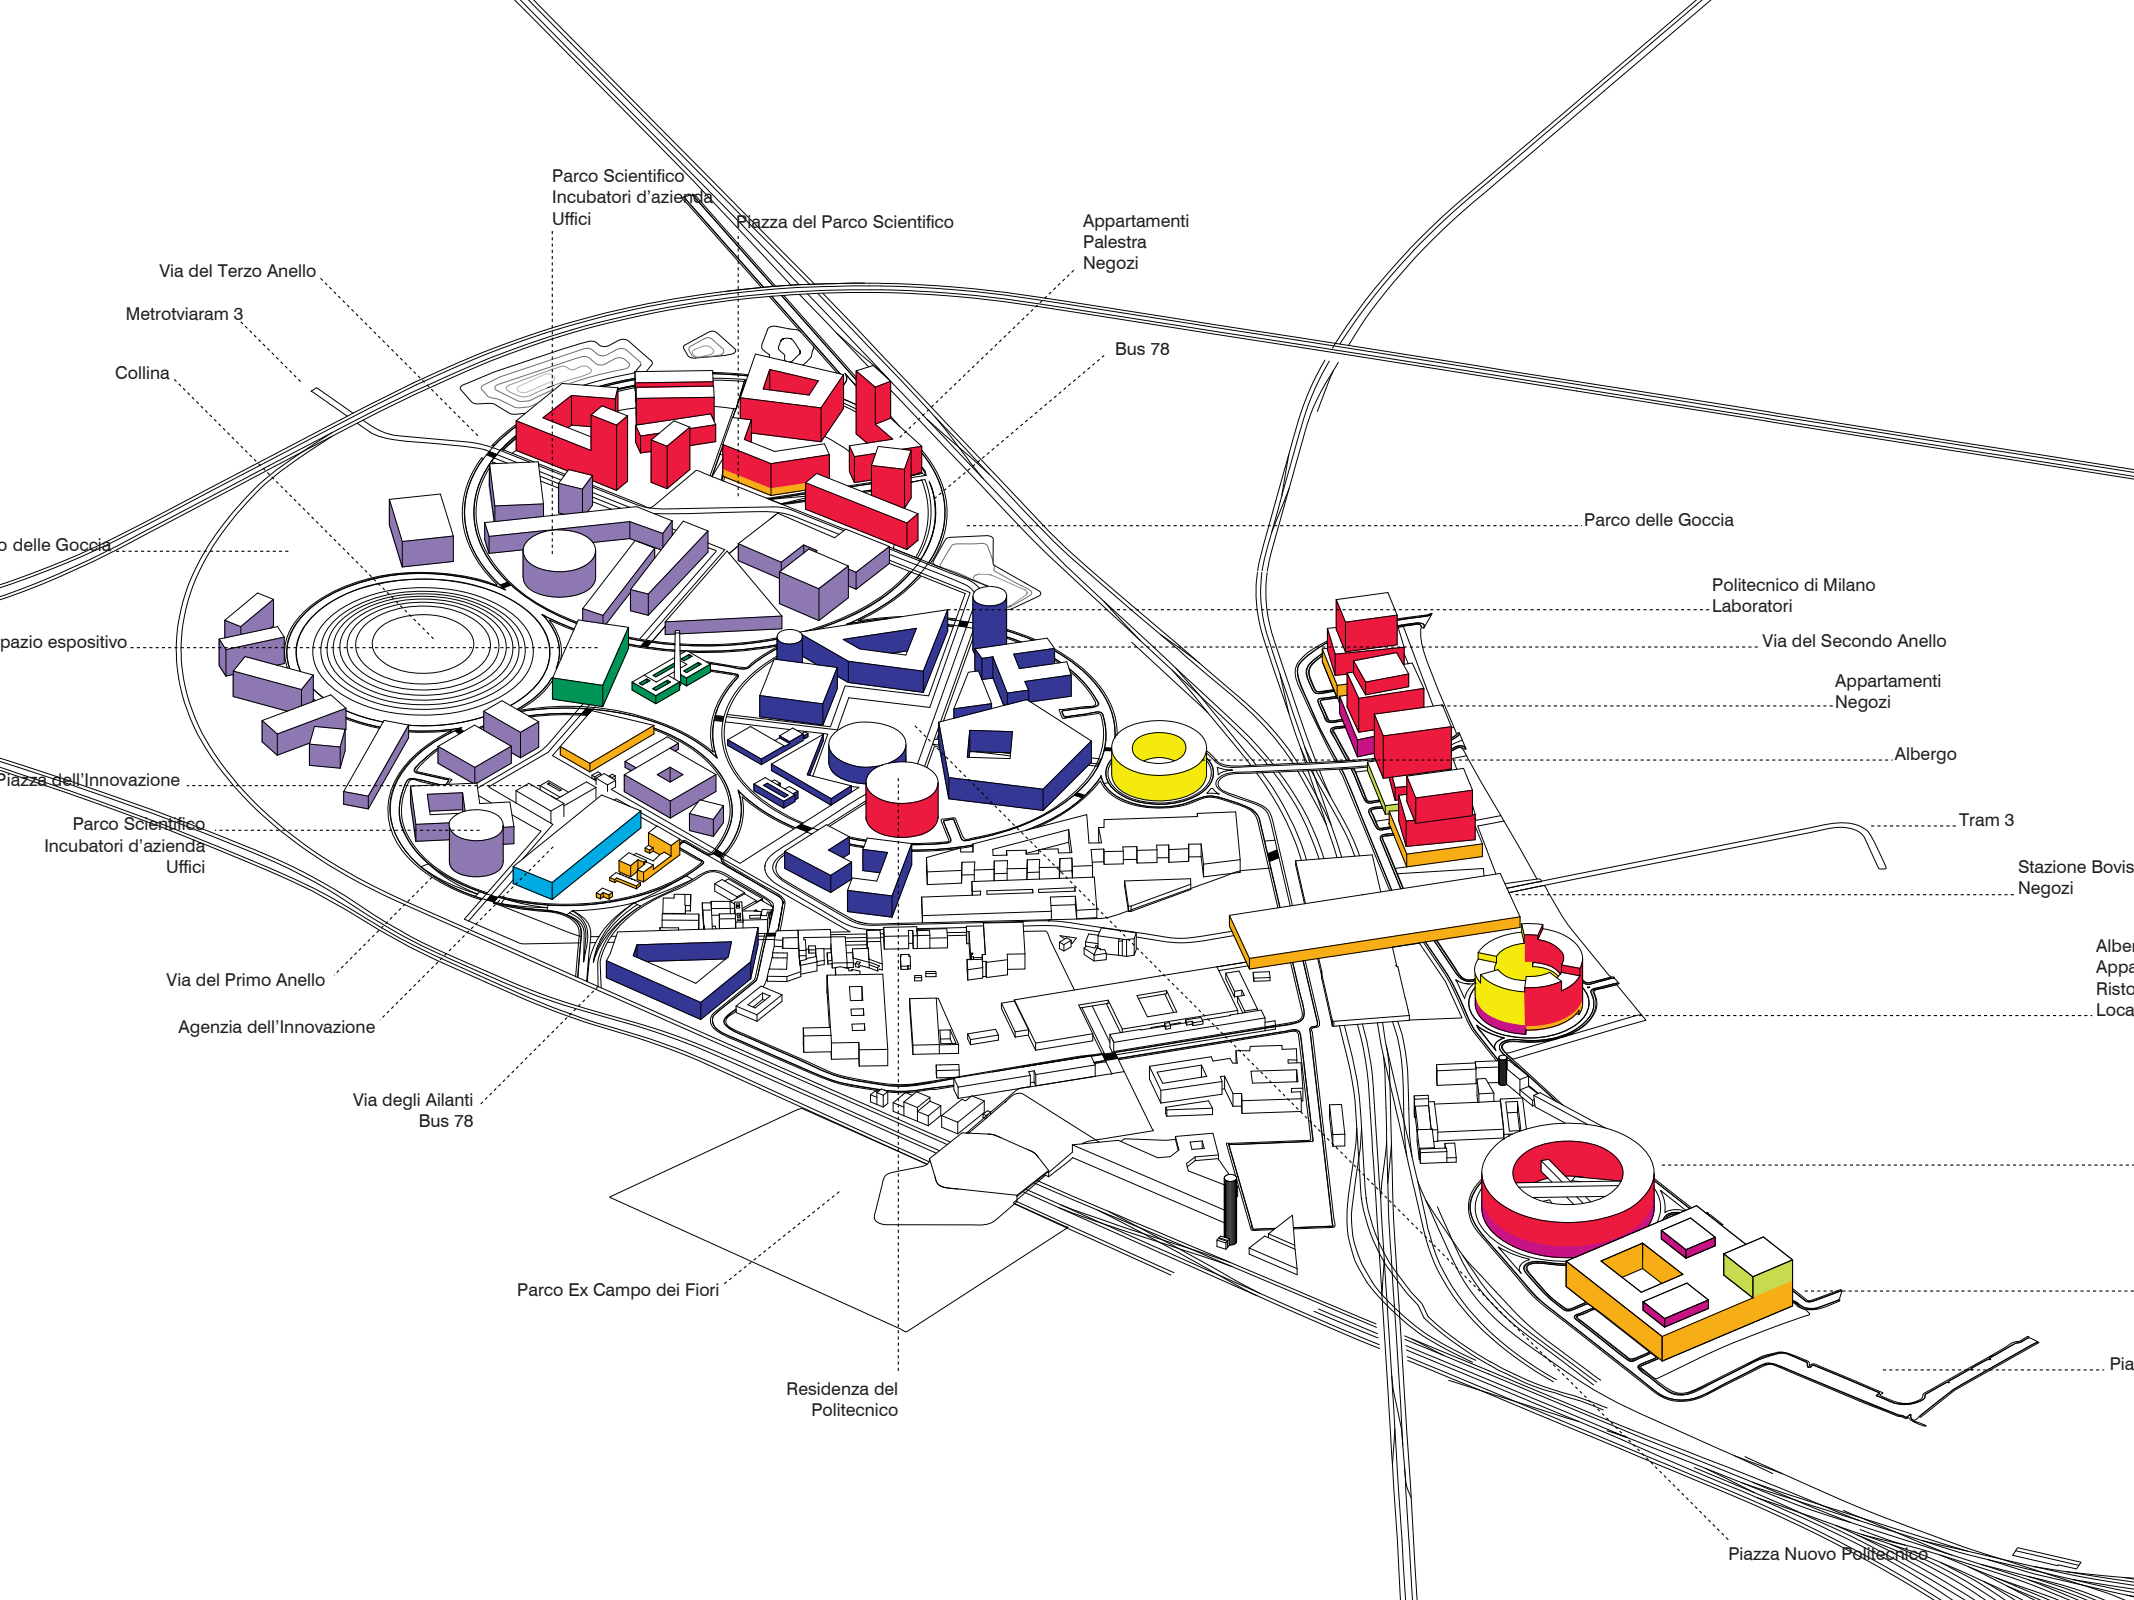 Parco Scientifico
Incubatori d'azienda
Uffici
Piazza del Parco Scientifico
Appartamenti
Palestra
Negozi
Via del Terzo Anello
Metrotviaram 3
Bus 78
Collina
Parco delle Goccia
o delle Goccia
Politecnico di Milano
Laboratori
pazio espositivo
Via del Secondo Anello
Appartamenti
Negozi
Albergo
Piazza dell'Innovazione
Parco Scientifico
Incubatori d'azienda
Uffici
Tram 3
Stazione Bovis
Negozi
Alber
Appa
Risto
Loca
Via del Primo Anello
Agenzia dell'Innovazione
Via degli Ailanti
Bus 78
Parco Ex Campo dei Fiori
Pia
Residenza del
Politecnico
Piazza Nuovo Politecnico